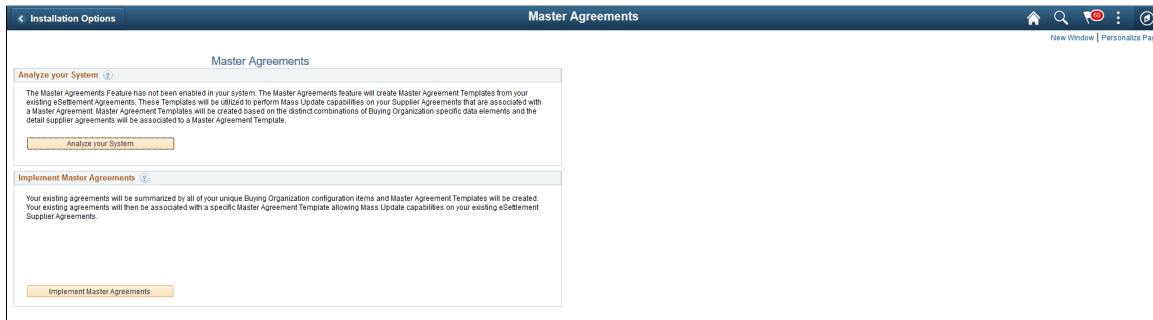 Installation Options
Master Agreements
68
New Window | Personalize Pag
Master Agreements
Analyze your System ?
The Master Agreements Feature has not been enabled in your system. The Master Agreements feature will create Master Agreement Templates from your
existing eSettlement Agreements. These Templates will be utilized to perform Mass Update capabilities on your Supplier Agreements that are associated with
a Master Agreement. Master Agreement Templates will be created based on the distinct combinations of Buying Organization specific data elements and the
detail supplier agreements will be associated to a Master Agreement Template.
Analyze your System
Implement Master Agreements ?
Your existing agreements will be summarized by all of your unique Buying Organization configuration items and Master Agreement Templates will be created.
Your existing agreements will then be associated with a specific Master Agreement Template allowing Mass Update capabilities on your existing eSettlement
Supplier Agreements.
Implement Master Agreements